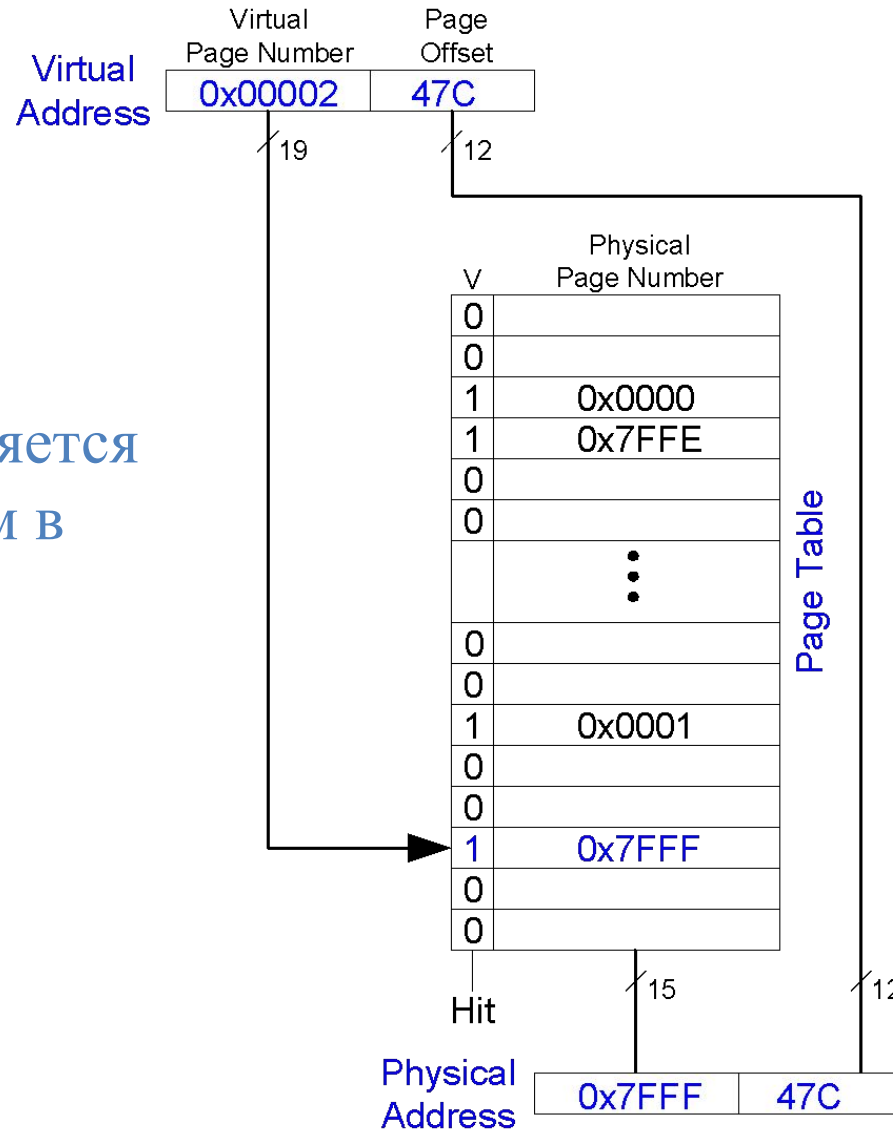 Virtual
Page Number
Page
Offset
Virtual
Address
0x00002
47C
19
12
Physical
Page Number
V
0
0
1 0x0000
1 0x7FFE
0
0
0
0
1 0x0001
0
0
1 0x7FFF
0
0
Page Table
м в
Hit
15
Physical
Address
0x7FFF
47C